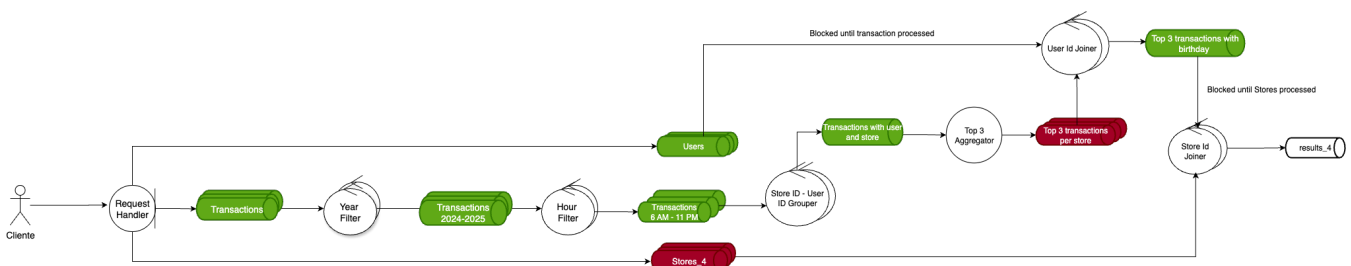 Blocked until transaction processed
User Id Joiner
Top 3 transactions with
birthday
Blocked until Stores processed
Users
Transactions with user
and store
Top 3
Aggregator
Top 3 transactions
per store
Store Id
Joiner
results_4
Cliente
Request
Handler
Transactions
Year
Filter
Transactions
2024-2025
Hour
Filter
Transactions
6 AM - 11 PM
Store ID - User
ID Grouper
Stores_4